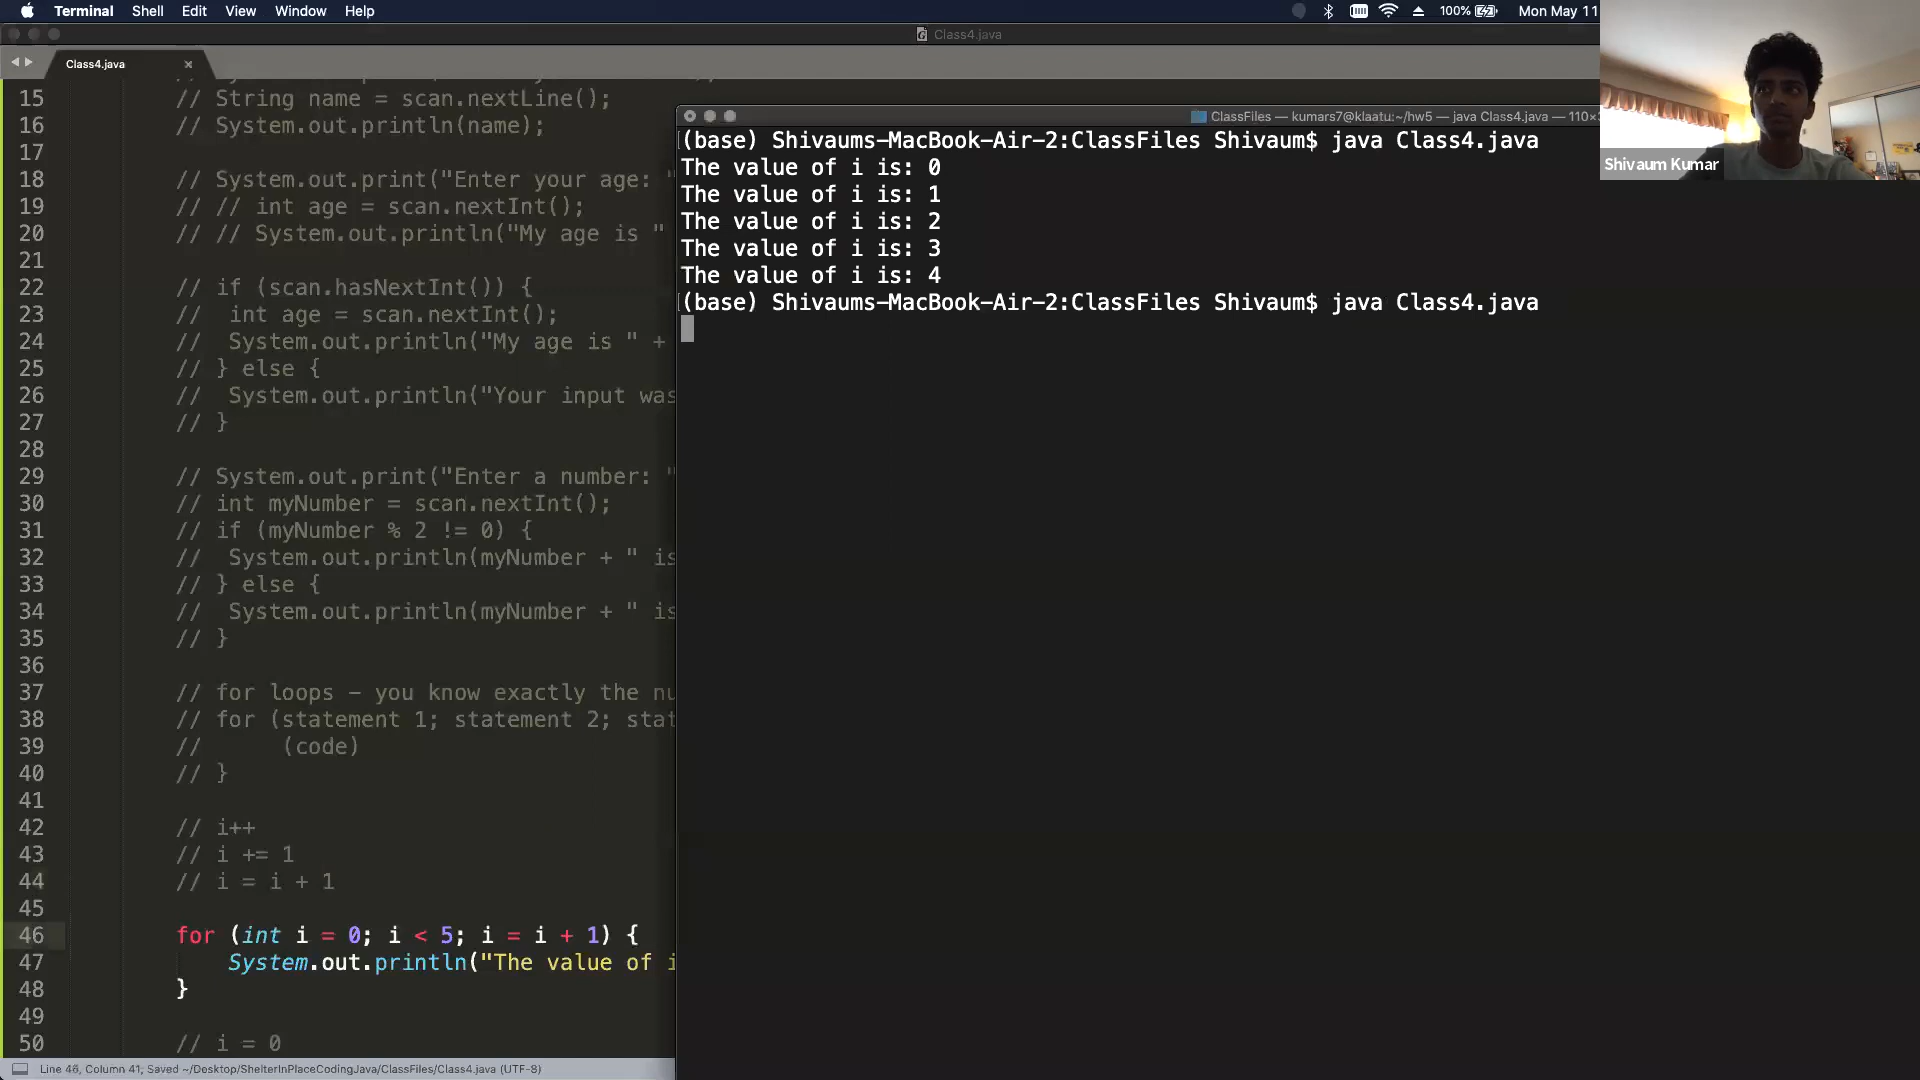 Terminal Shell Edit View Window Help 100% Mon May 11
Class4.java
Class4.java
15 // String name = scan.nextLine();
16 // System.out.println(name);
17
18 // System.out.print("Enter your age: "
19 // // int age = scan.nextInt();
20 // // System.out.println("My age is "
21
22 // if (scan.hasNextInt()) {
23 // int age = scan.nextInt();
24 // System.out.println("My age is " +
25 // } else {
26 // System.out.println("Your input was
27 // }
28
29 // System.out.print("Enter a number: "
30 // int myNumber = scan.nextInt();
31 // if (myNumber % 2 != 0) {
32 // System.out.println(myNumber + " is
33 // } else {
34 // System.out.println(myNumber + " is
35 // }
36
37 // for loops - you know exactly the nu
38 // for (statement 1; statement 2; stat
39 // (code)
40 // }
41
42 // i++
43 // i += 1
44 // i = i + 1
45
46 for (int i = 0; i < 5; i = i + 1) {
47 System.out.println("The value of i
48 }
49
50 // i = 0
Line 46, Column 41; Saved ~/Desktop/ShelterInPlaceCodingJava/ClassFiles/Class4.java (UTF-8)
ClassFiles — kumars7@klaatu:~/hw5 — java Class4.java — 110×
(base) Shivaums-MacBook-Air-2:ClassFiles Shivaum$ java Class4.java
The value of i is: 0
The value of i is: 1
The value of i is: 2
The value of i is: 3
The value of i is: 4
(base) Shivaums-MacBook-Air-2:ClassFiles Shivaum$ java Class4.java
Shivaum Kumar